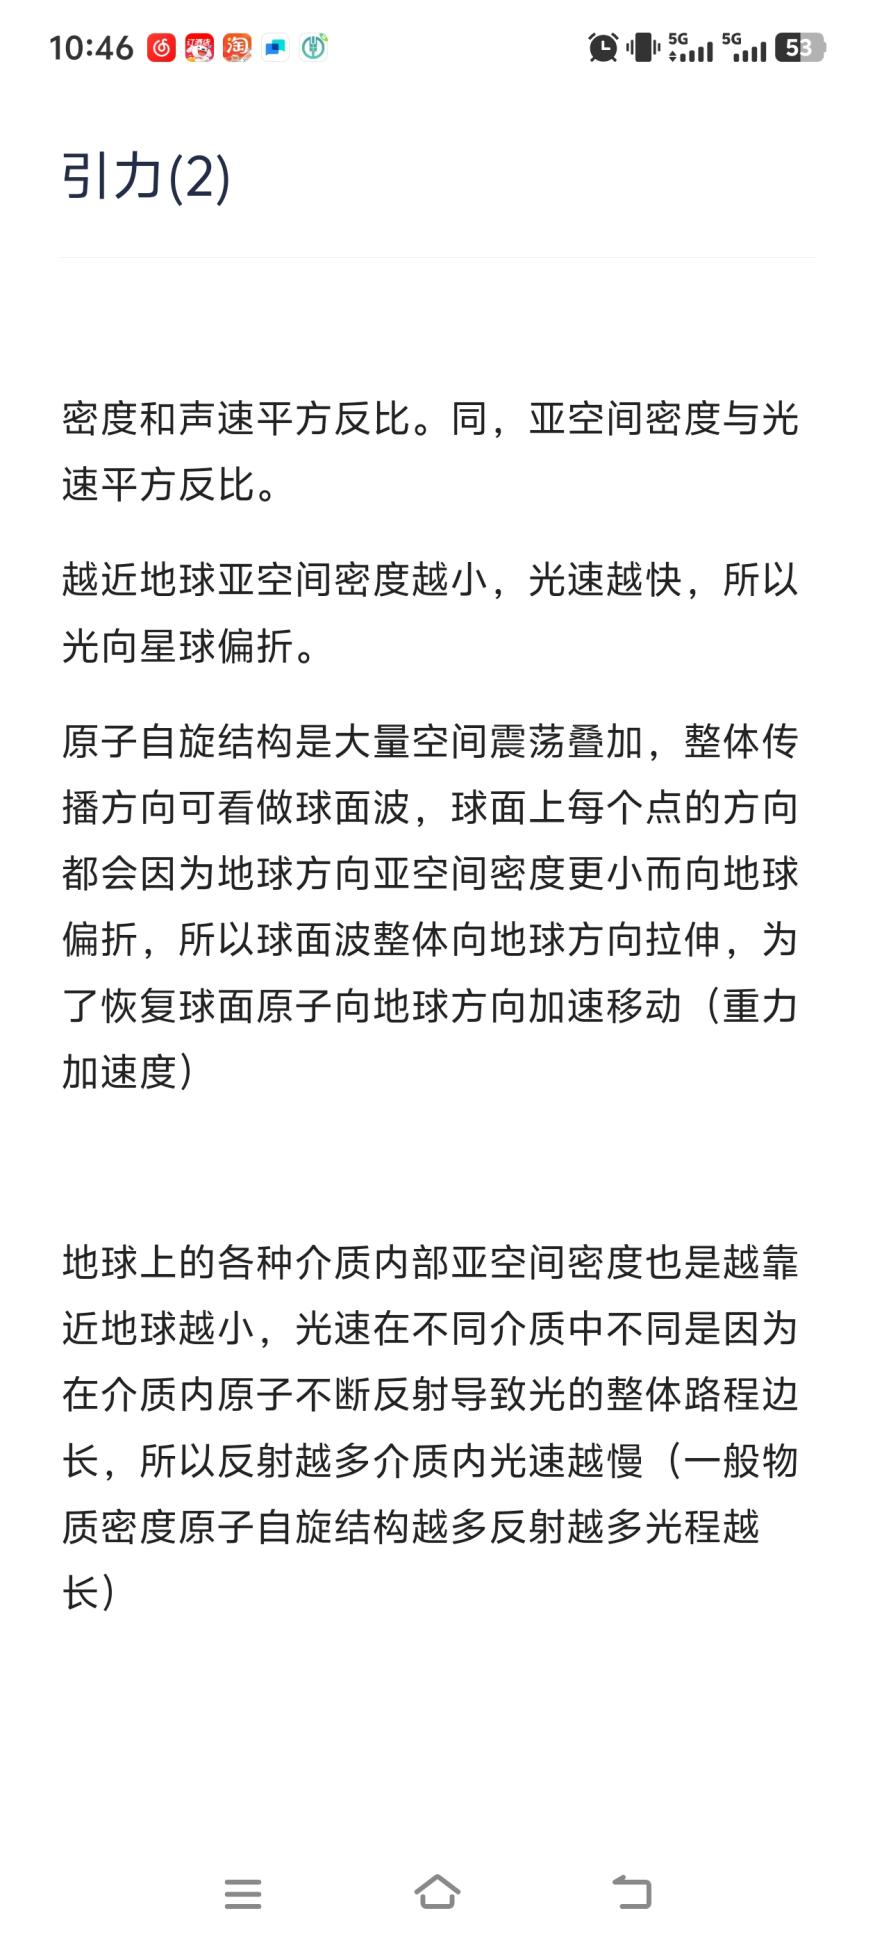 10:46
5G 5G 53
引力(2)
密度和声速平方反比。同，亚空间密度与光
速平方反比。
越近地球亚空间密度越小，光速越快，所以
光向星球偏折。
原子自旋结构是大量空间震荡叠加，整体传
播方向可看做球面波，球面上每个点的方向
都会因为地球方向亚空间密度更小而向地球
偏折，所以球面波整体向地球方向拉伸，为
了恢复球面原子向地球方向加速移动（重力
加速度）
地球上的各种介质内部亚空间密度也是越靠
近地球越小，光速在不同介质中不同是因为
在介质内原子不断反射导致光的整体路程边
长，所以反射越多介质内光速越慢（一般物
质密度原子自旋结构越多反射越多光程越
长）